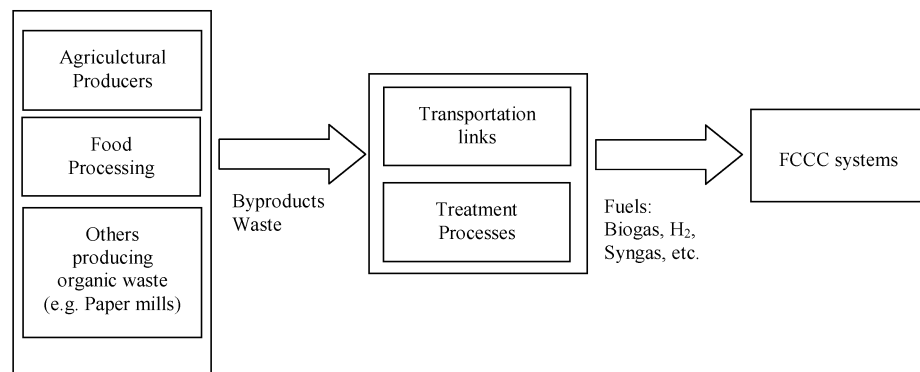 Agriculctural
Producers
Food
Processing
Others
producing
organic waste
(e.g. Paper mills)
Byproducts
Waste
Transportation
links
Treatment
Processes
Fuels:
Biogas, H₂,
Syngas, etc.
FCCC systems